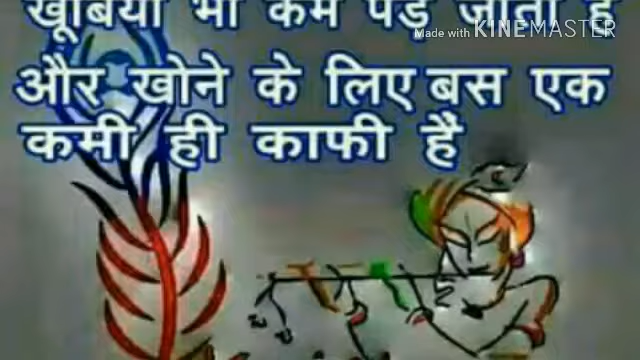 खूबियाँ भी कम पड़ जाती हैं
Made with KINEMASTER
और खोने के लिए बस एक
कमी ही काफी हैं